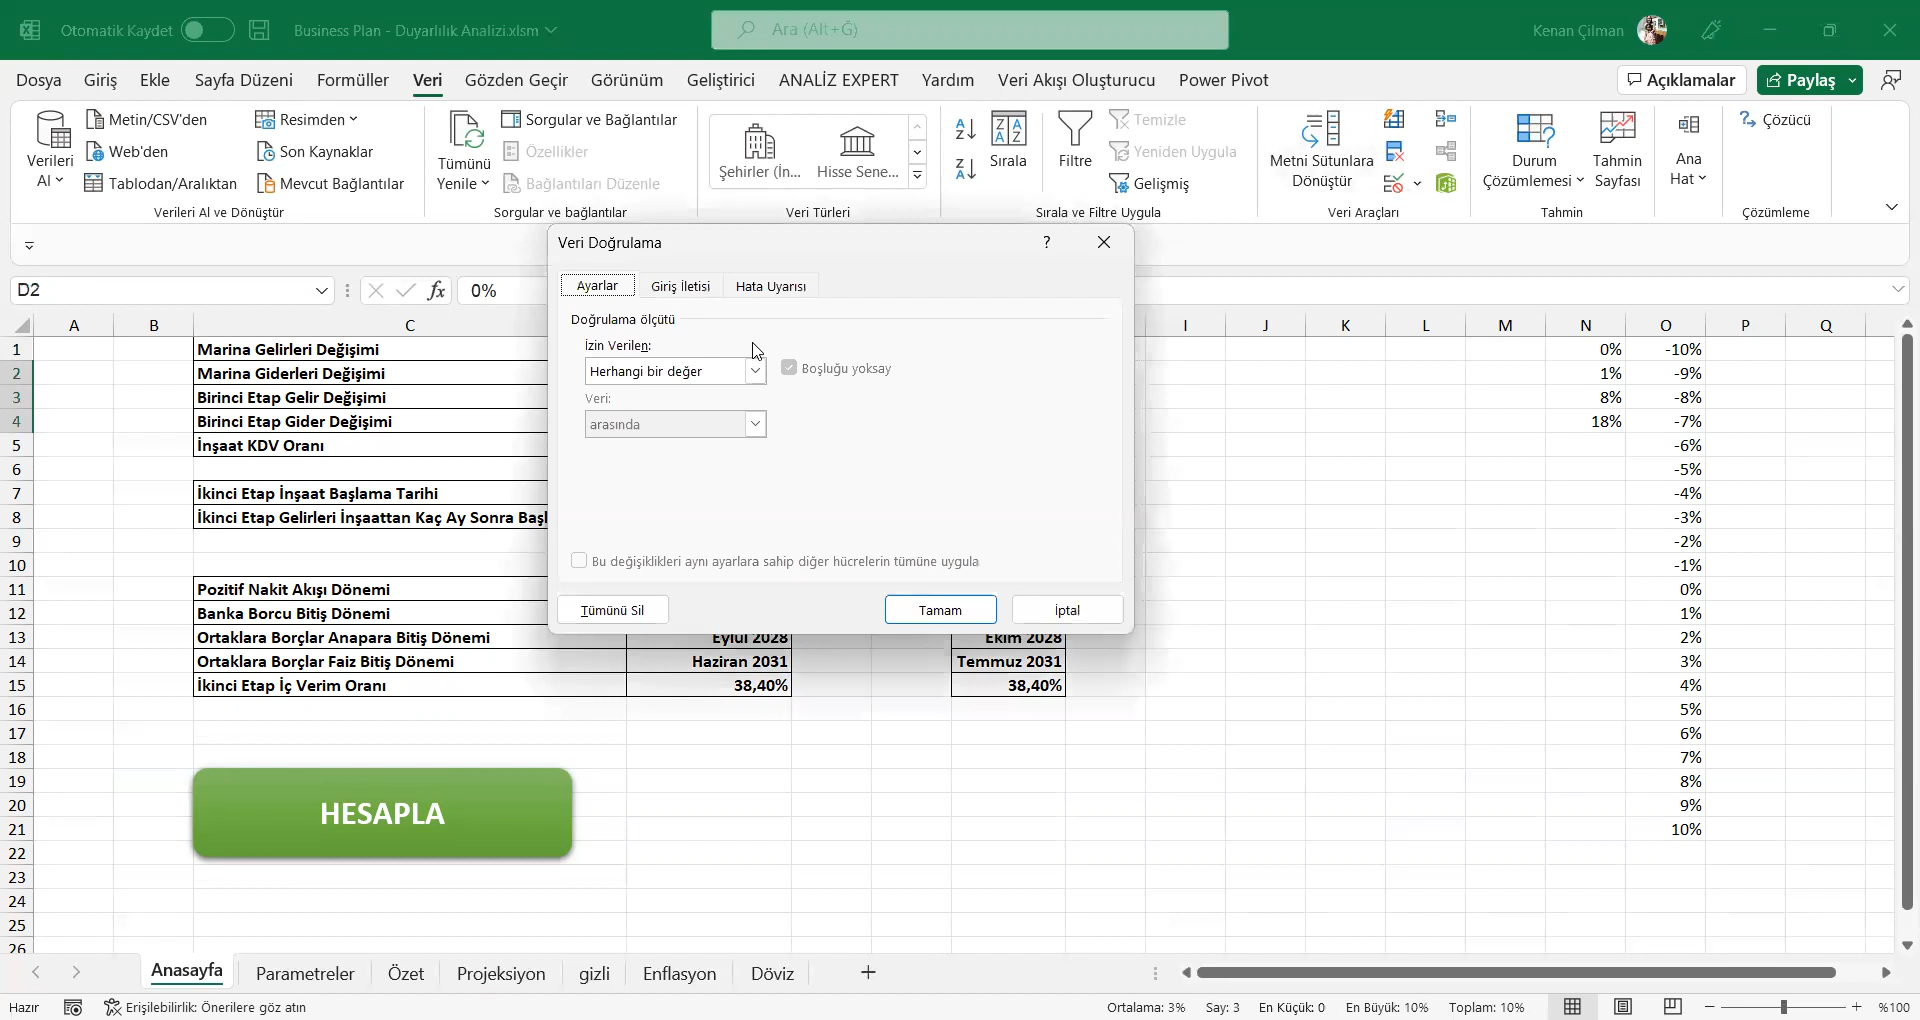 Otomatik Kaydet
Business Plan - Duyarlılık Analizi.xlsm
Ara (Alt+Ğ)
Kenan Çilman
Dosya Giriş Ekle Sayfa Düzeni Formüller Veri Gözden Geçir Görünüm Geliştirici ANALİZ EXPERT Yardım Veri Akışı Oluşturucu Power Pivot
Açıklamalar Paylaş
Verileri Al
Metin/CSV'den
Web'den
Tablodan/Aralıktan
Resimden
Son Kaynaklar
Mevcut Bağlantılar
Verileri Al ve Dönüştür
Tümünü Yenile
Sorgular ve Bağlantılar
Özellikler
Bağlantıları Düzenle
Sorgular ve bağlantılar
Şehirler (İn...
Hisse Sene...
Veri Türleri
Sırala
Filtre
Temizle
Yeniden Uygula
Gelişmiş
Sırala ve Filtre Uygula
Metni Sütunlara
Dönüştür
Veri Araçları
Durum
Çözümlemesi
Tahmin
Sayfası
Tahmin
Ana
Hat
Çözücü
Çözümleme
D2
fx
0%
Veri Doğrulama
?
Ayarlar Giriş İletisi Hata Uyarısı
Doğrulama ölçütü
İzin Verilen:
Herhangi bir değer
Boşluğu yoksay
Veri:
arasında
Bu değişiklikleri aynı ayarlara sahip diğer hücrelerin tümüne uygula
Tümünü Sil Tamam İptal
A B C I J K L M N O P Q
1 Marina Gelirleri Değişimi 0% -10%
2 Marina Giderleri Değişimi 1% -9%
3 Birinci Etap Gelir Değişimi 8% -8%
4 Birinci Etap Gider Değişimi 18% -7%
5 İnşaat KDV Oranı -6%
6 -5%
7 İkinci Etap İnşaat Başlama Tarihi -4%
8 İkinci Etap Gelirleri İnşaattan Kaç Ay Sonra Başl -3%
9 -2%
10 -1%
11 Pozitif Nakit Akışı Dönemi 0%
12 Banka Borcu Bitiş Dönemi 1%
13 Ortaklara Borçlar Anapara Bitiş Dönemi Eylül 2028 Ekim 2028 2%
14 Ortaklara Borçlar Faiz Bitiş Dönemi Haziran 2031 Temmuz 2031 3%
15 İkinci Etap İç Verim Oranı 38,40% 38,40% 4%
16 5%
17 6%
18 7%
19 8%
20 9%
21 10%
22
23
24
25
26
HESAPLA
Anasayfa Parametreler Özet Projeksiyon gizli Enflasyon Döviz
Hazır Erişilebilirlik: Önerilere göz atın Ortalama: 3% Say: 3 En Küçük: 0 En Büyük: 10% Toplam: 10% %100